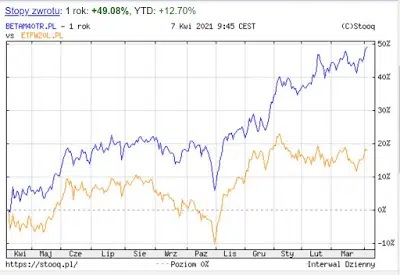 Stopy zwrotu: 1 rok: +49.08%, YTD: +12.70%
BETAM40TR.PL - 1 rok 7 Kwi 2021 9:45 CEST (C)Stooq
vs ETFW20L.PL
50%
40%
30%
20%
10%
0%
-10%
Kwi Maj Cze Lip Sie Wrz Paz Lis Gru Sty Lut Mar
https://stooq.pl/ ---Poziom 0% Interwal Dzienny